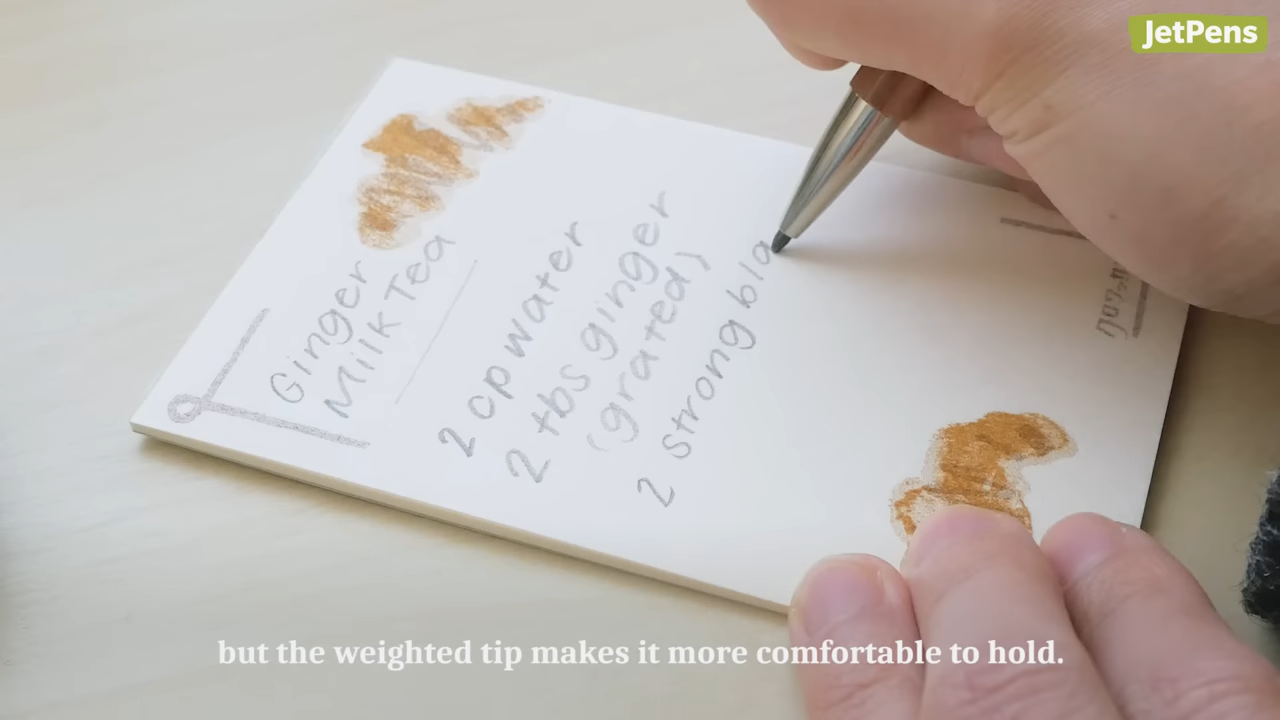 JetPens
Ginger
Milk Tea
2 cp water
2 tbs ginger
(grated)
2 strong bla
but the weighted tip makes it more comfortable to hold.